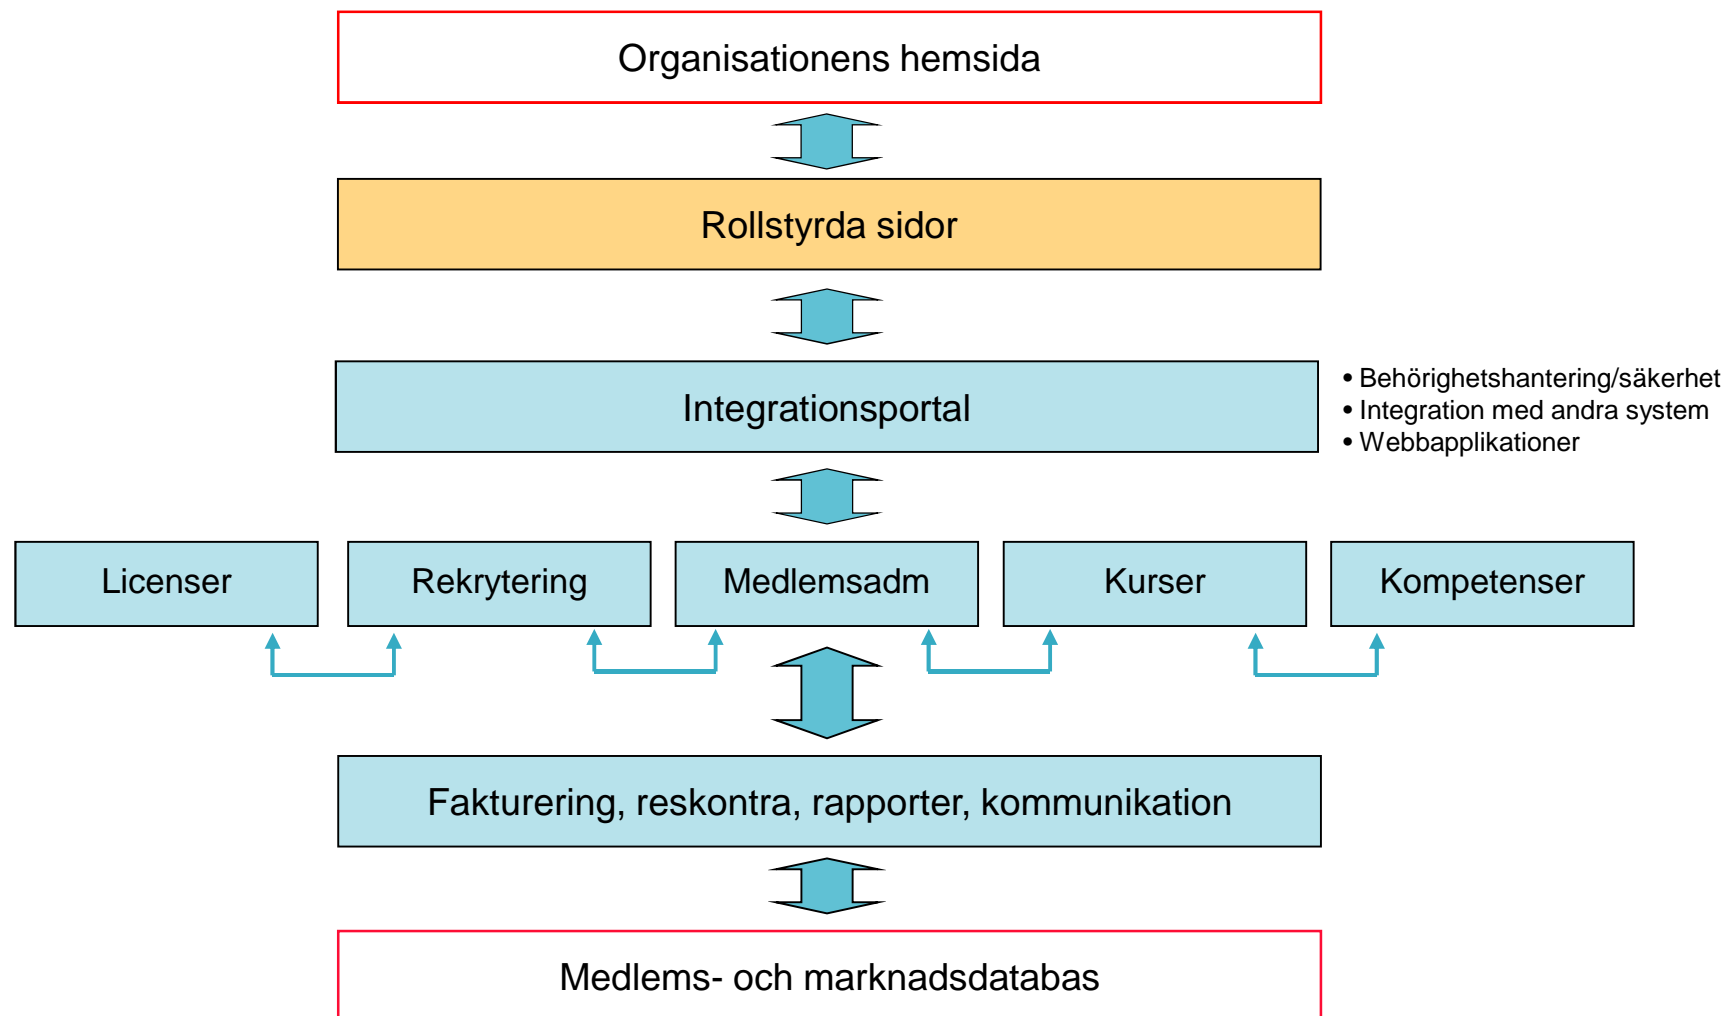 Organisationens hemsida
Rollstyrda sidor
Integrationsportal
• Behörighetshantering/säkerhet
• Integration med andra system
• Webbapplikationer
Licenser
Rekrytering
Medlemsadm
Kurser
Kompetenser
Fakturering, reskontra, rapporter, kommunikation
Medlems- och marknadsdatabas